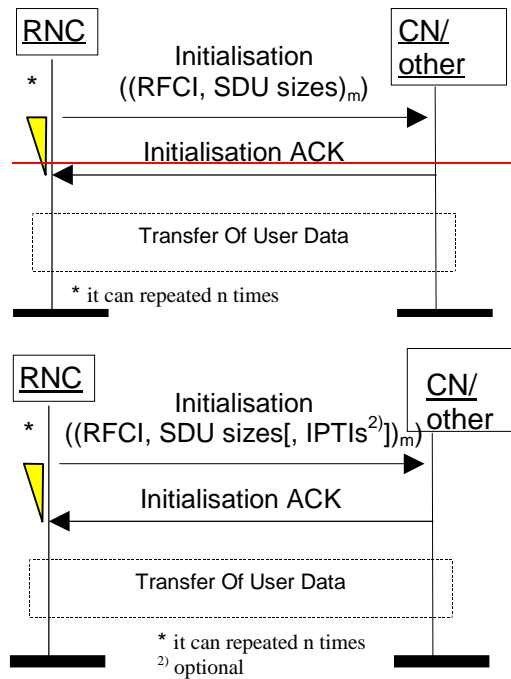 RNC
CN/
other
*
Initialisation
((RFCI, SDU sizes)m)
Initialisation ACK
Transfer Of User Data
* it can repeated n times
RNC
CN/
other
*
Initialisation
((RFCI, SDU sizes[, IPTIs2)])m)
Initialisation ACK
Transfer Of User Data
* it can repeated n times
2) optional